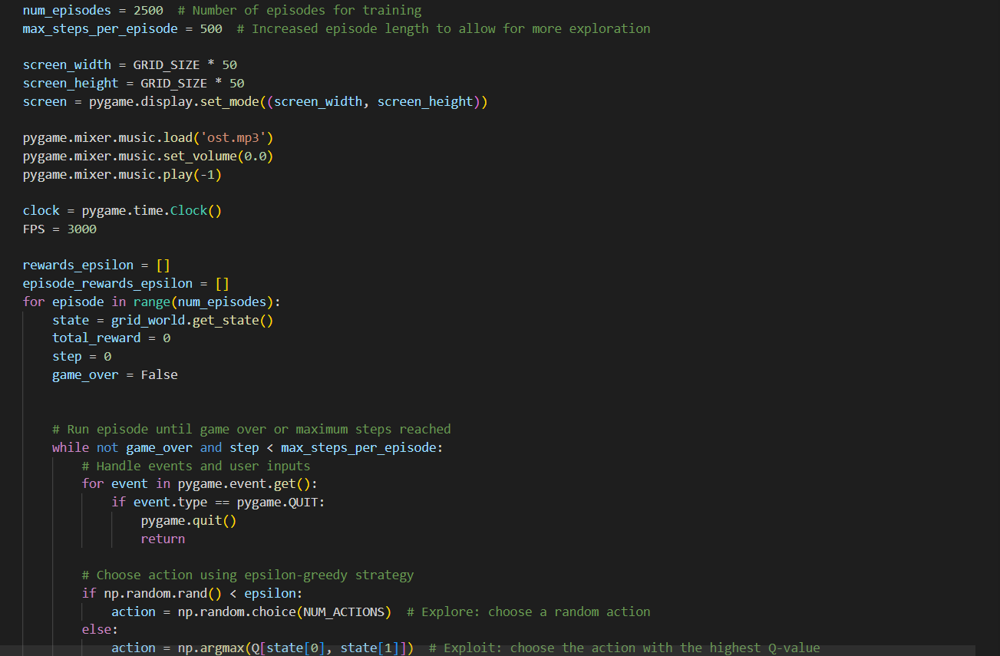 num_episodes = 2500  # Number of episodes for training
max_steps_per_episode = 500  # Increased episode length to allow for more exploration

screen_width = GRID_SIZE * 50
screen_height = GRID_SIZE * 50
screen = pygame.display.set_mode((screen_width, screen_height))

pygame.mixer.music.load('ost.mp3')
pygame.mixer.music.set_volume(0.0)
pygame.mixer.music.play(-1)

clock = pygame.time.Clock()
FPS = 3000

rewards_epsilon = []
episode_rewards_epsilon = []
for episode in range(num_episodes):
    state = grid_world.get_state()
    total_reward = 0
    step = 0
    game_over = False


    # Run episode until game over or maximum steps reached
    while not game_over and step < max_steps_per_episode:
        # Handle events and user inputs
        for event in pygame.event.get():
            if event.type == pygame.QUIT:
                pygame.quit()
                return

        # Choose action using epsilon-greedy strategy
        if np.random.rand() < epsilon:
            action = np.random.choice(NUM_ACTIONS)  # Explore: choose a random action
        else:
            action = np.argmax(Q[state[0], state[1]])  # Exploit: choose the action with the highest Q-value